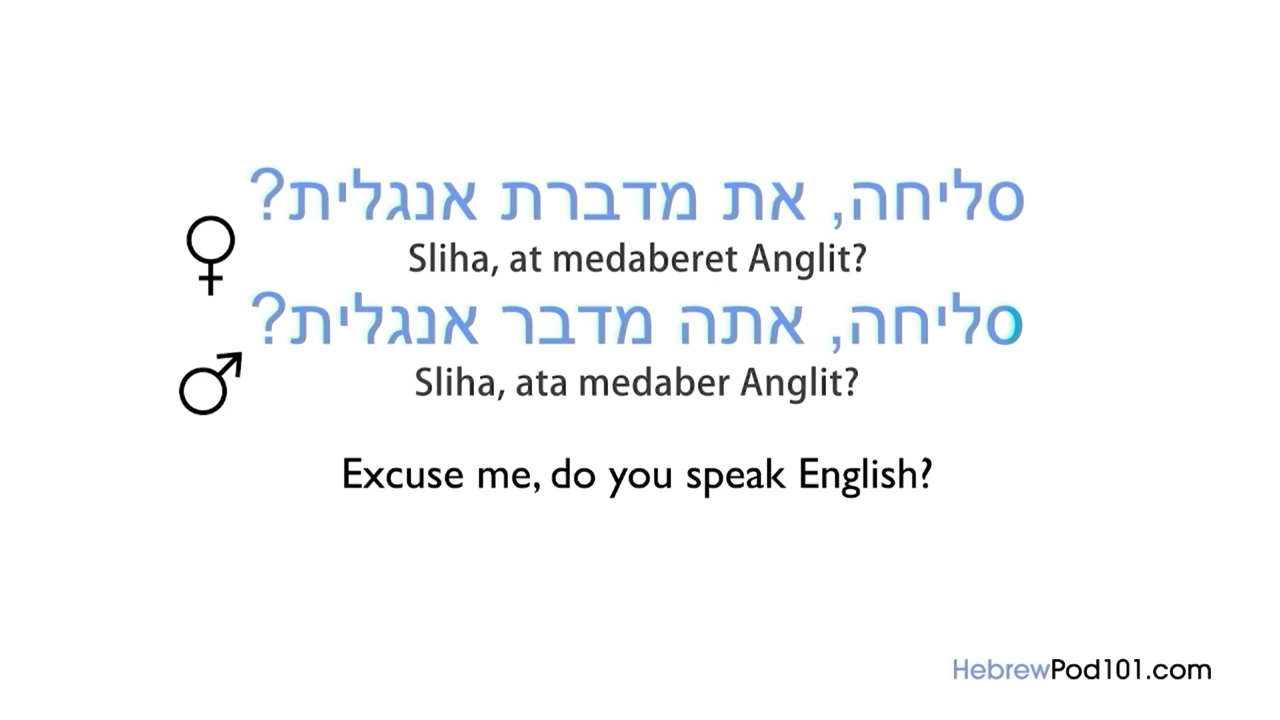 סליחה, את מדברת אנגלית?
Sliha, at medaberet Anglit?
סליחה, אתה מדבר אנגלית?
Sliha, ata medaber Anglit?
Excuse me, do you speak English?
HebrewPod101.com